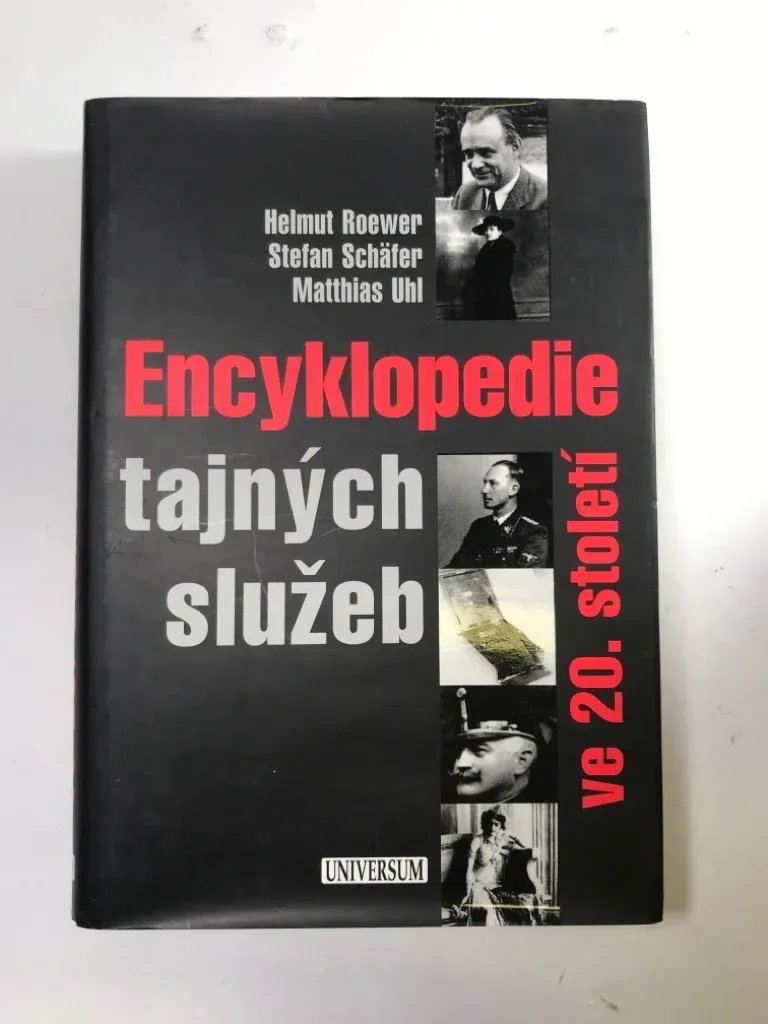 Helmut Roewer
Stefan Schäfer
Matthias Uhl
Encyklopedie
tajných
služeb
ve 20. století
UNIVERSUM